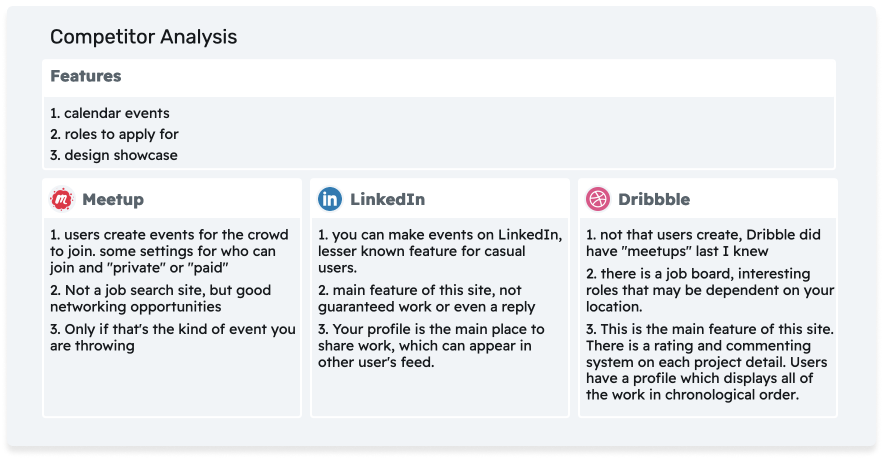 Competitor Analysis
Features
1. calendar events
2. roles to apply for
3. design showcase
Meetup
1. users create events for the crowd
to join. some settings for who can
join and "private" or "paid"
2. Not a job search site, but good
networking opportunities
3. Only if that's the kind of event you
are throwing
LinkedIn
1. you can make events on LinkedIn,
lesser known feature for casual
users.
2. main feature of this site, not
guaranteed work or even a reply
3. Your profile is the main place to
share work, which can appear in
other user's feed.
Dribbble
1. not that users create, Dribble did
have "meetups" last I knew
2. there is a job board, interesting
roles that may be dependent on your
location.
3. This is the main feature of this site.
There is a rating and commenting
system on each project detail. Users
have a profile which displays all of
the work in chronological order.